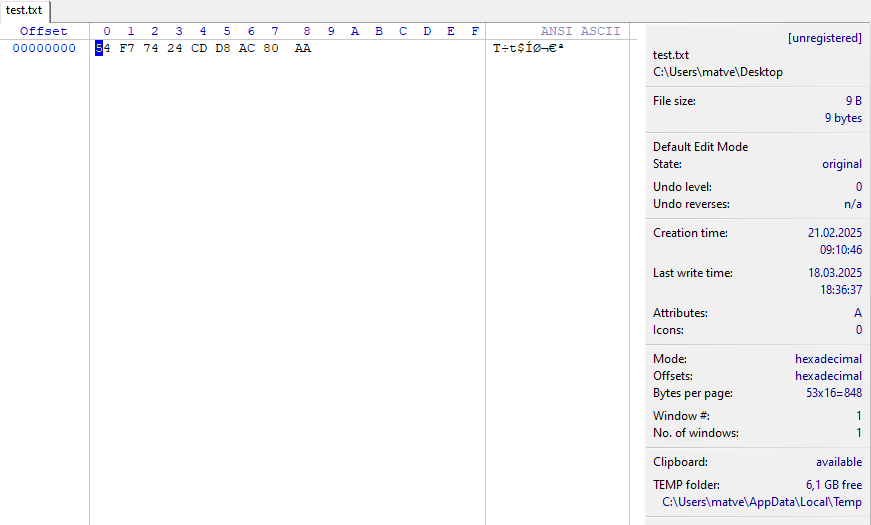 test.txt
Offset 0 1 2 3 4 5 6 7 8 9 A B C D E F ANSI ASCII
00000000 54 F7 74 24 CD D8 AC 80 AA T÷t$ÍØ¬€ª
[unregistered]
test.txt
C:\Users\matve\Desktop
File size: 9 B
9 bytes
Default Edit Mode
State: original
Undo level: 0
Undo reverses: n/a
Creation time: 21.02.2025
09:10:46
Last write time: 18.03.2025
18:36:37
Attributes: A
Icons: 0
Mode: hexadecimal
Offsets: hexadecimal
Bytes per page: 53x16=848
Window #: 1
No. of windows: 1
Clipboard: available
TEMP folder: 6,1 GB free
C:\Users\matve\AppData\Local\Temp